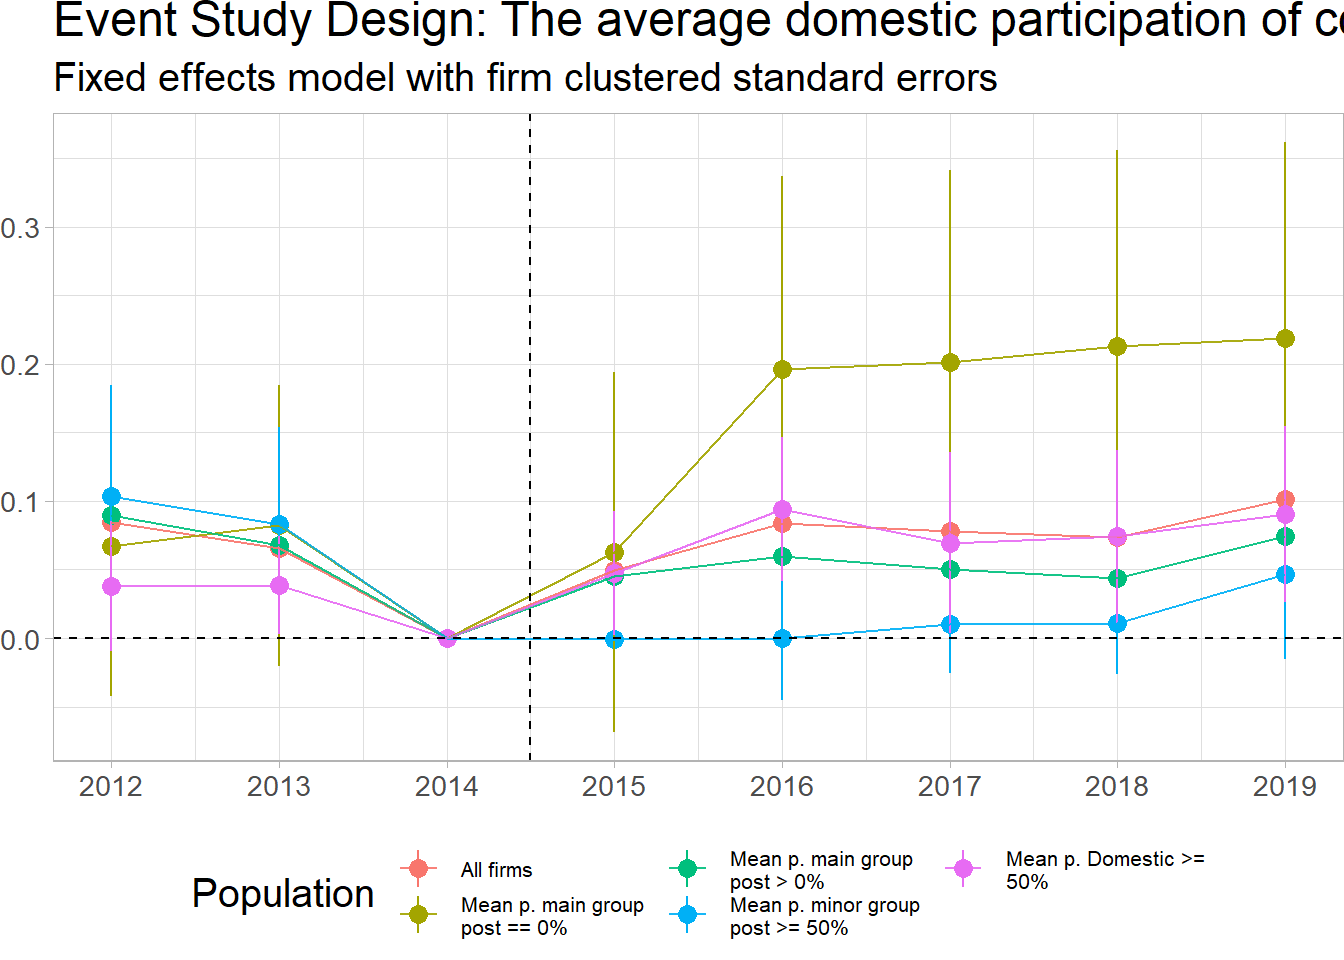 Event Study Design: The average domestic participation of
Fixed effects model with firm clustered standard errors
0.3
0.2
0.1
0.0
2012 2013 2014 2015 2016 2017 2018 2019
Population
All firms
Mean p. main group
post == 0%
Mean p. main group
post > 0%
Mean p. minor group
post >= 50%
Mean p. Domestic >=
50%